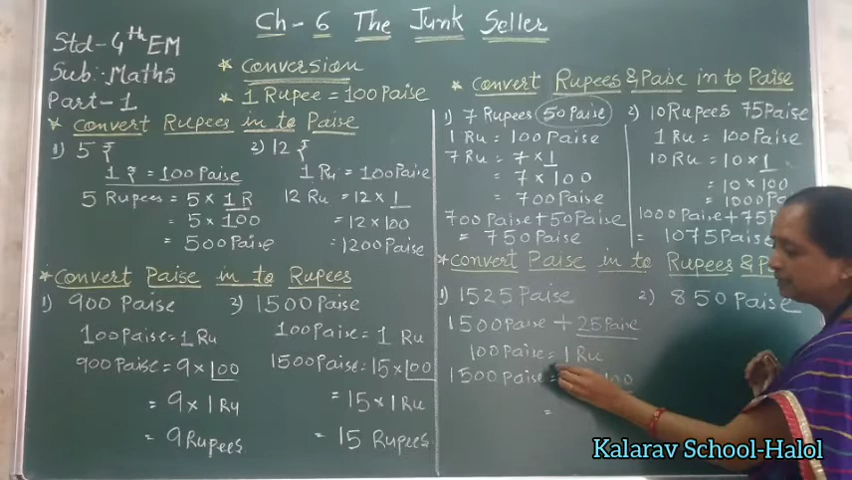 Ch - 6 The Junk Seller
Std - 4th EM
Sub: Maths
Part - 1
* Conversion
* 1 Rupee = 100 Paise
* Convert Rupees in to Paise
1) 5 ₹
1 ₹ = 100 Paise
5 Rupees = 5 × 1 R
= 5 × 100
= 500 Paise
2) 12 ₹
1 Ru = 100 Paise
12 Ru = 12 × 1
= 12 × 100
= 1200 Paise
* Convert Paise in to Rupees
1) 900 Paise
100 Paise = 1 Ru
900 Paise = 9 × 100
= 9 × 1 Ru
= 9 Rupees
2) 1500 Paise
100 Paise = 1 Ru
1500 Paise = 15 × 100
= 15 × 1 Ru
= 15 Rupees
* Convert Rupees & Paise in to Paise
1) 7 Rupees 50 Paise
1 Ru = 100 Paise
7 Ru = 7 × 1
= 7 × 100
= 700 Paise
700 Paise + 50 Paise
= 750 Paise
2) 10 Rupees 75 Paise
1 Ru = 100 Paise
10 Ru = 10 × 1
= 10 × 100
= 1000 Pais
1000 Paise + 75 P
= 1075 Paise
* Convert Paise in to Rupees & P
1) 1525 Paise
1500 Paise + 25 Paise
100 Paise = 1 Ru
1500 Paise = 100
=
2) 850 Paise
Kalarav School-Halol